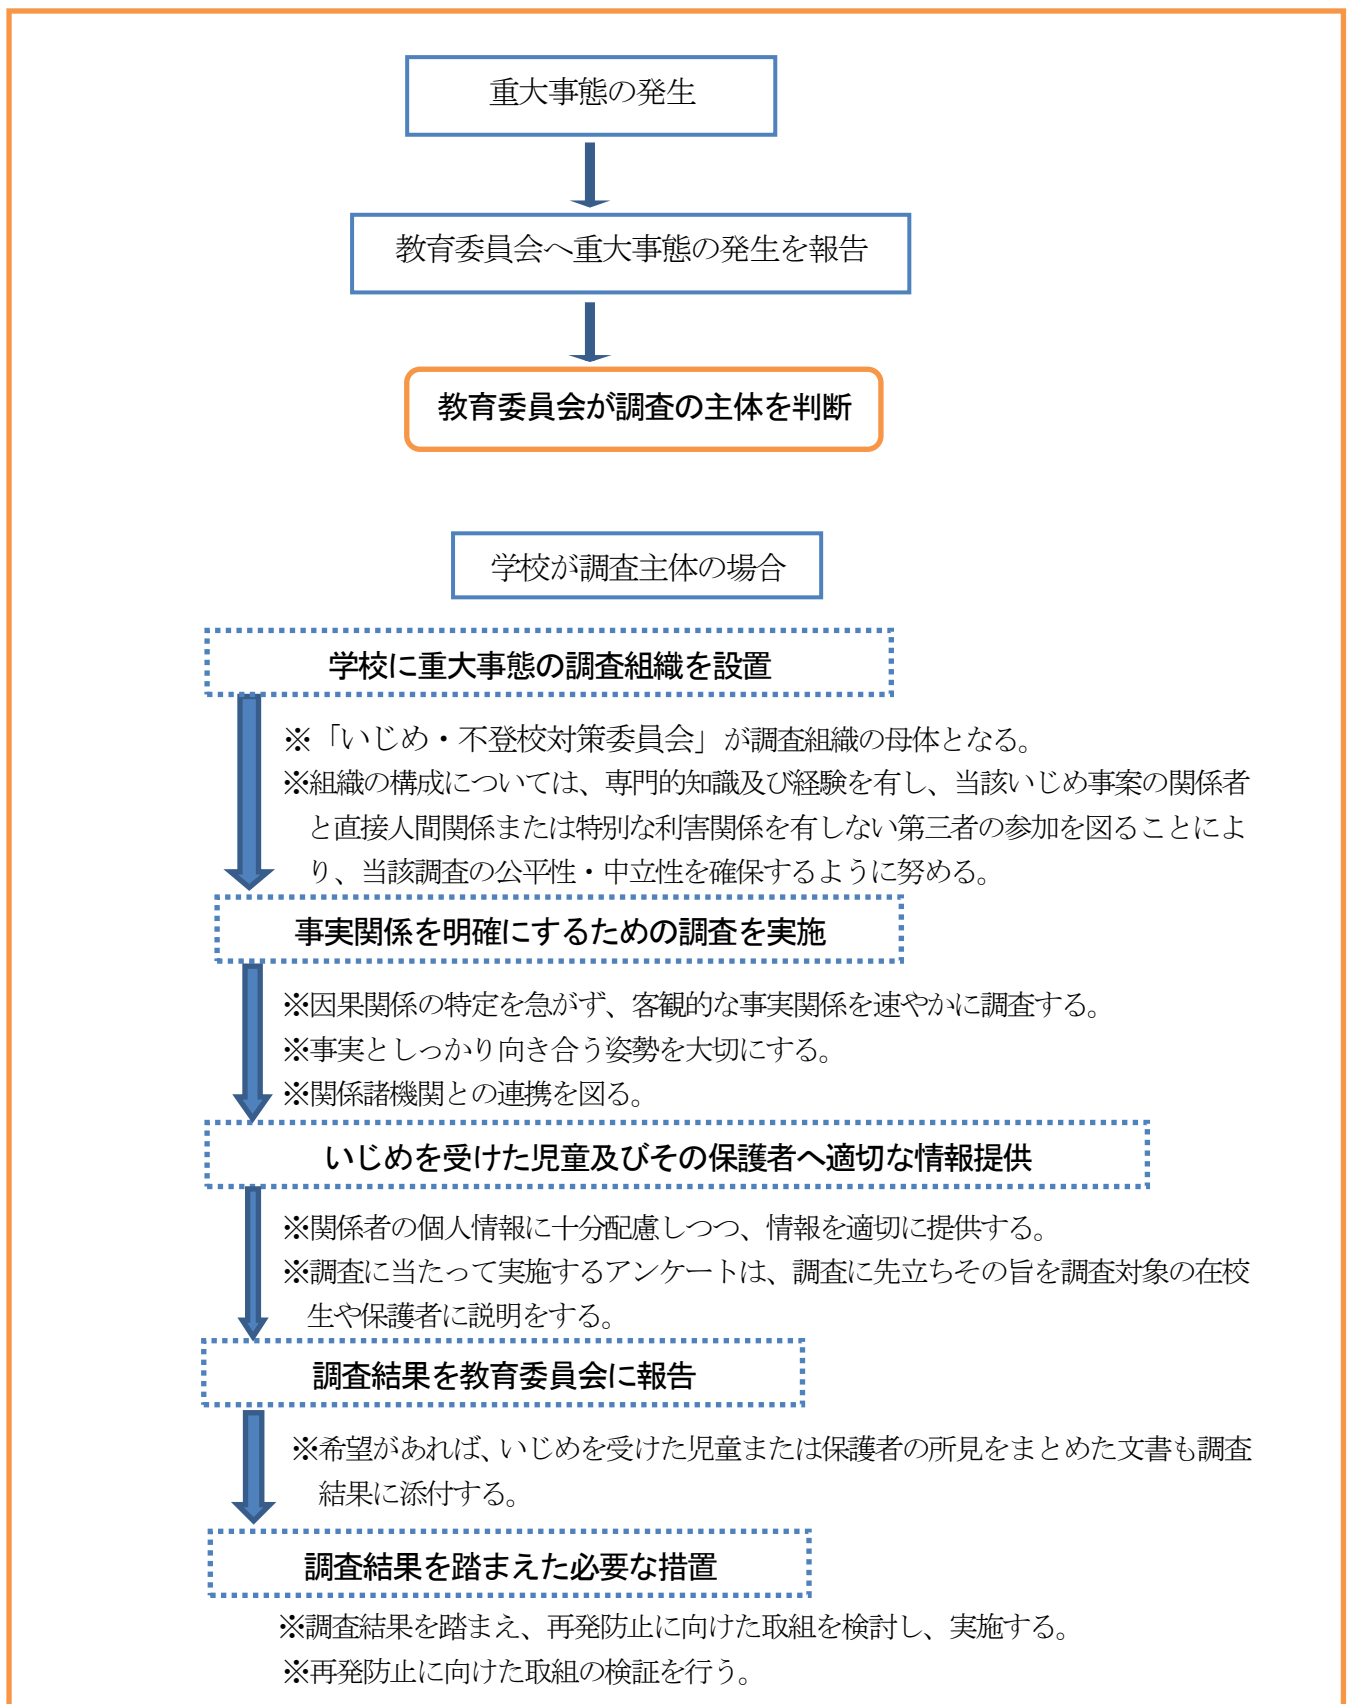 重大事態の発生
教育委員会へ重大事態の発生を報告
教育委員会が調査の主体を判断
学校が調査主体の場合
学校に重大事態の調査組織を設置
※「いじめ・不登校対策委員会」が調査組織の母体となる。
※組織の構成については、専門的知識及び経験を有し、当該いじめ事案の関係者
と直接人間関係または特別な利害関係を有しない第三者の参加を図ることによ
り、当該調査の公平性・中立性を確保するように努める。
事実関係を明確にするための調査を実施
※因果関係の特定を急がず、客観的な事実関係を速やかに調査する。
※事実としっかり向き合う姿勢を大切にする。
※関係諸機関との連携を図る。
いじめを受けた児童及びその保護者へ適切な情報提供
※関係者の個人情報に十分配慮しつつ、情報を適切に提供する。
※調査に当たって実施するアンケートは、調査に先立ちその旨を調査対象の在校
生や保護者に説明をする。
調査結果を教育委員会に報告
※希望があれば、いじめを受けた児童または保護者の所見をまとめた文書も調査
結果に添付する。
調査結果を踏まえた必要な措置
※調査結果を踏まえ、再発防止に向けた取組を検討し、実施する。
※再発防止に向けた取組の検証を行う。